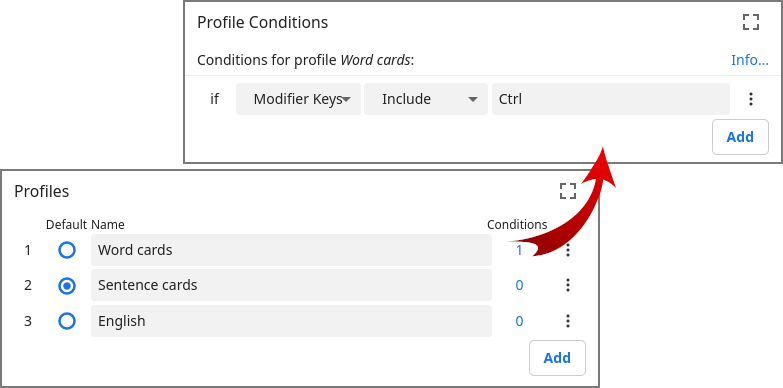 Profile Conditions
Conditions for profile Word cards: Info...
if Modifier Keys Include Ctrl
Add
Profiles
Default Name Conditions
1 Word cards 1
2 Sentence cards 0
3 English 0
Add